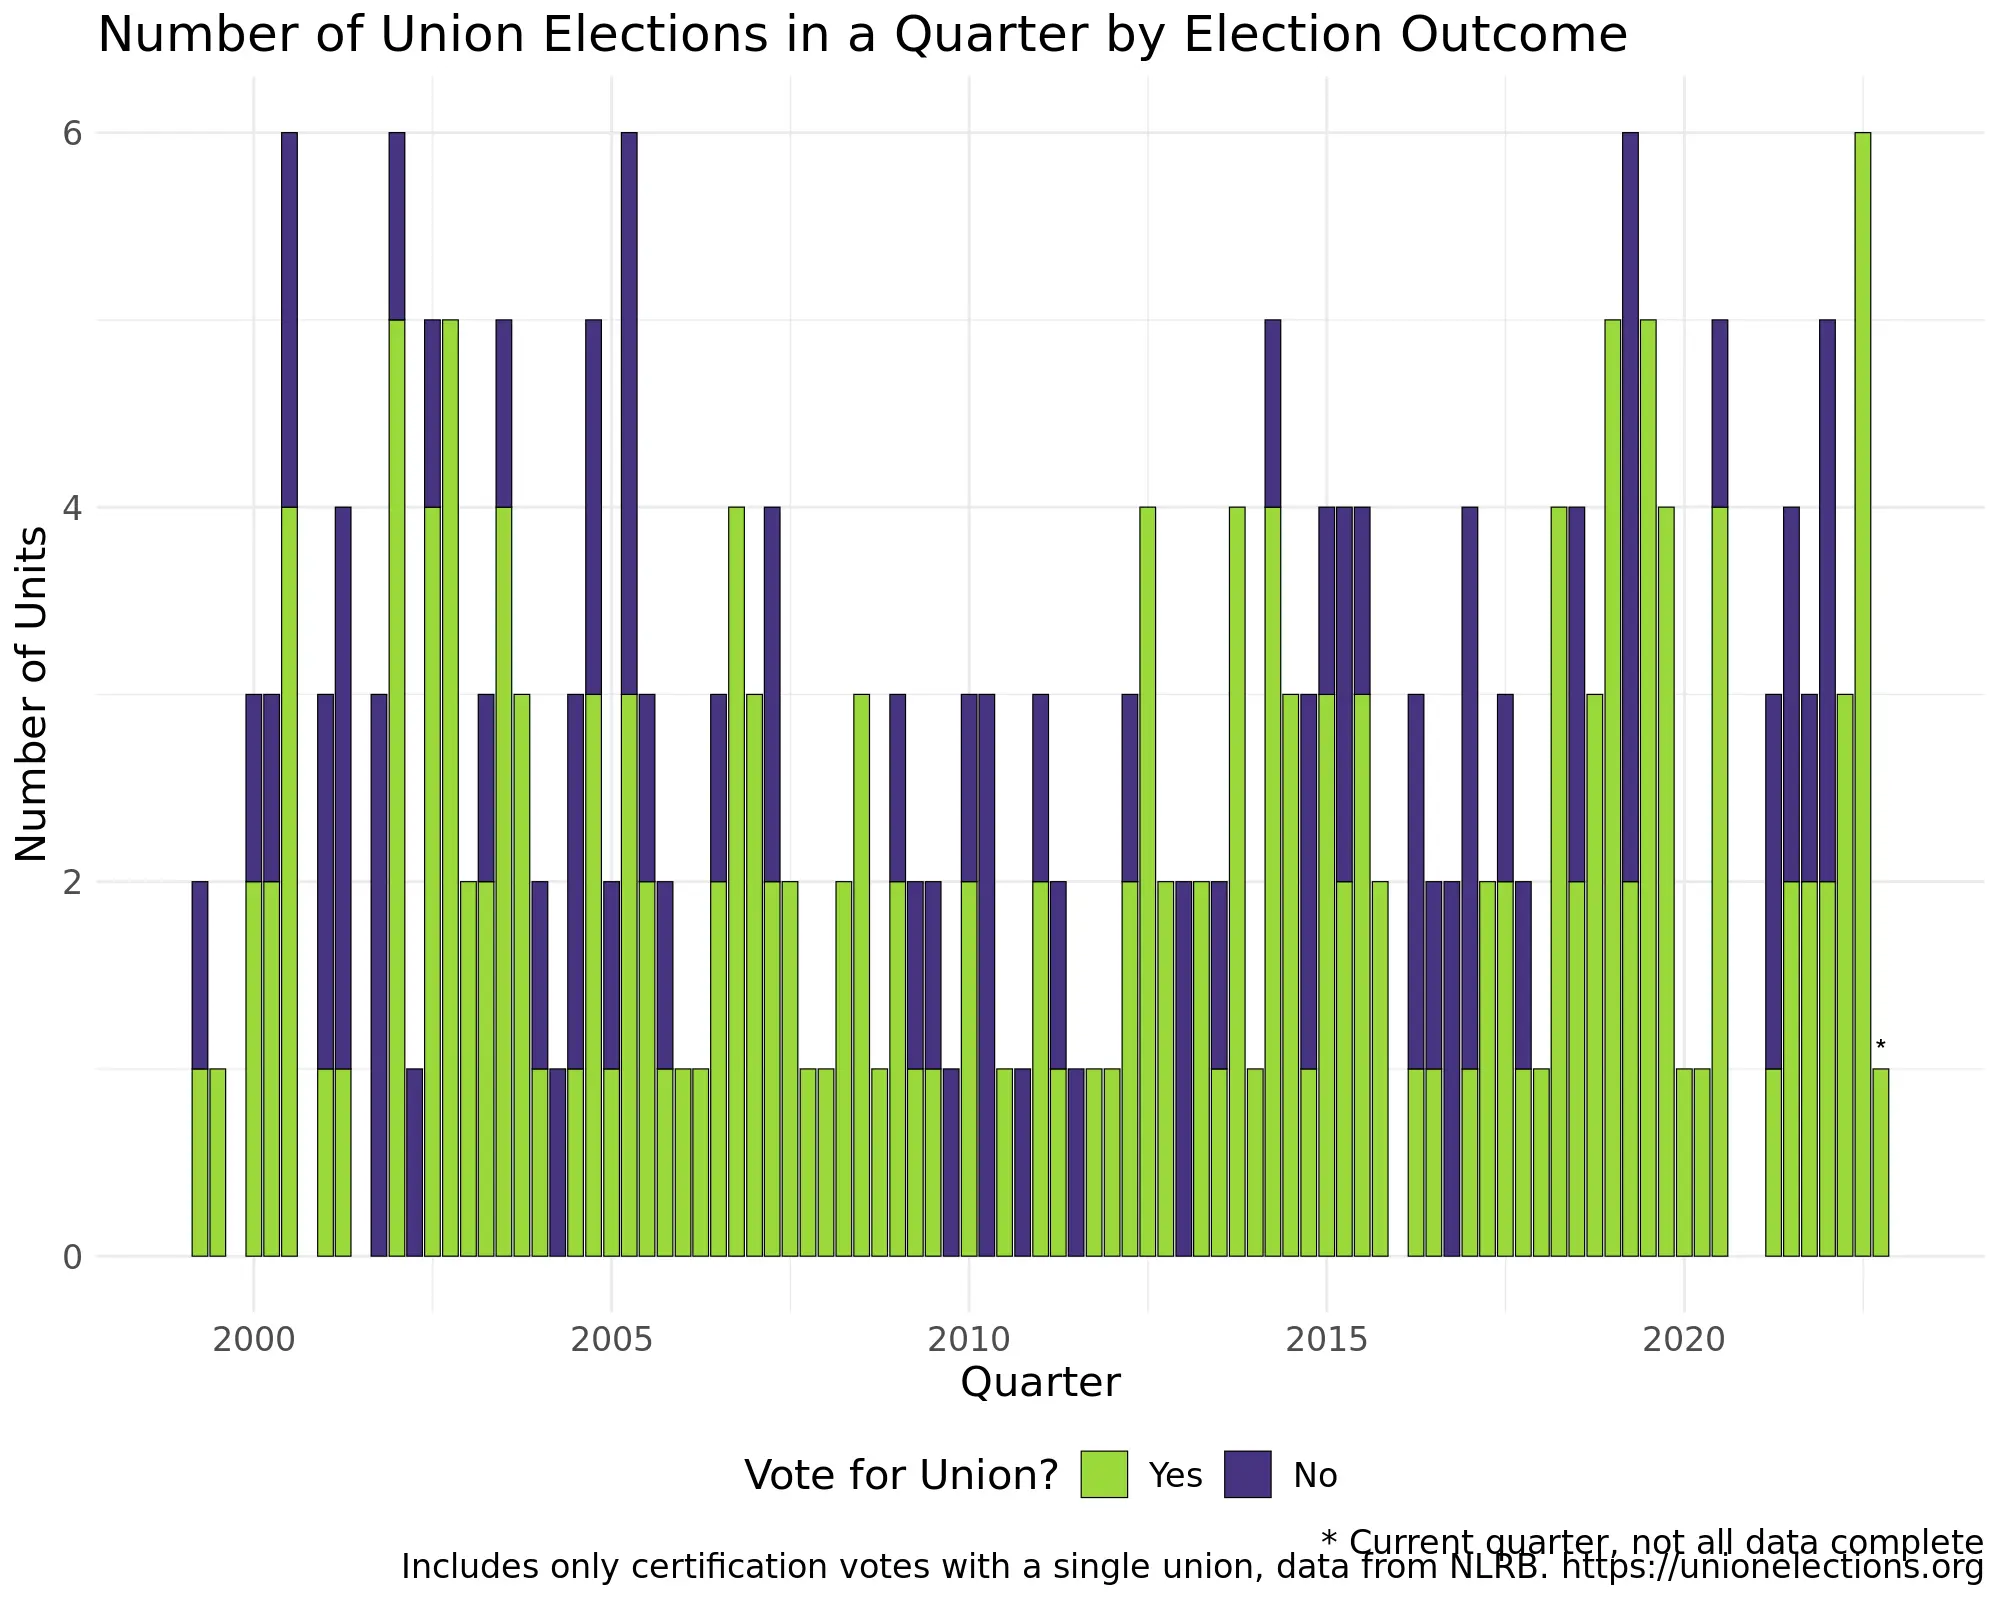 Number of Union Elections in a Quarter by Election Outcome
6
4
2
0
Number of Units
*
2000 2005 2010 2015 2020
Quarter
Vote for Union? Yes No
* Current quarter, not all data complete
Includes only certification votes with a single union, data from NLRB. https://unionelections.org